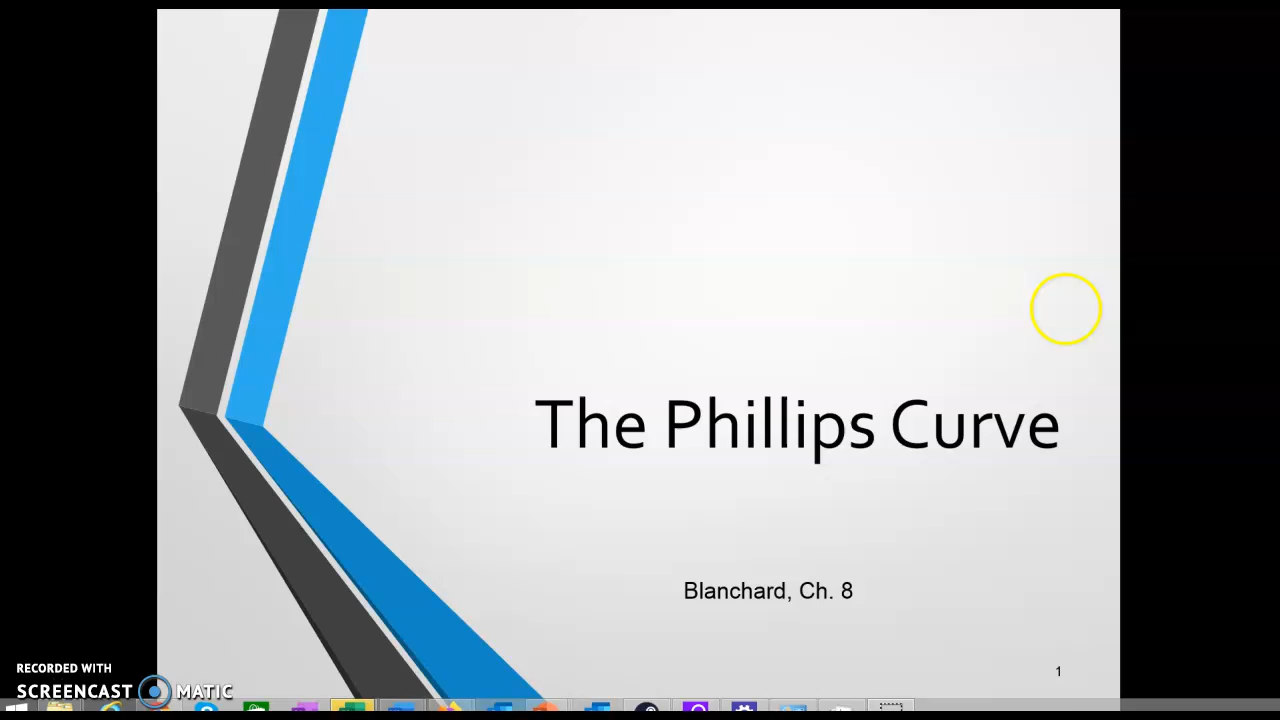 The Phillips Curve
Blanchard, Ch. 8
1
RECORDED WITH
SCREENCAST MATIC